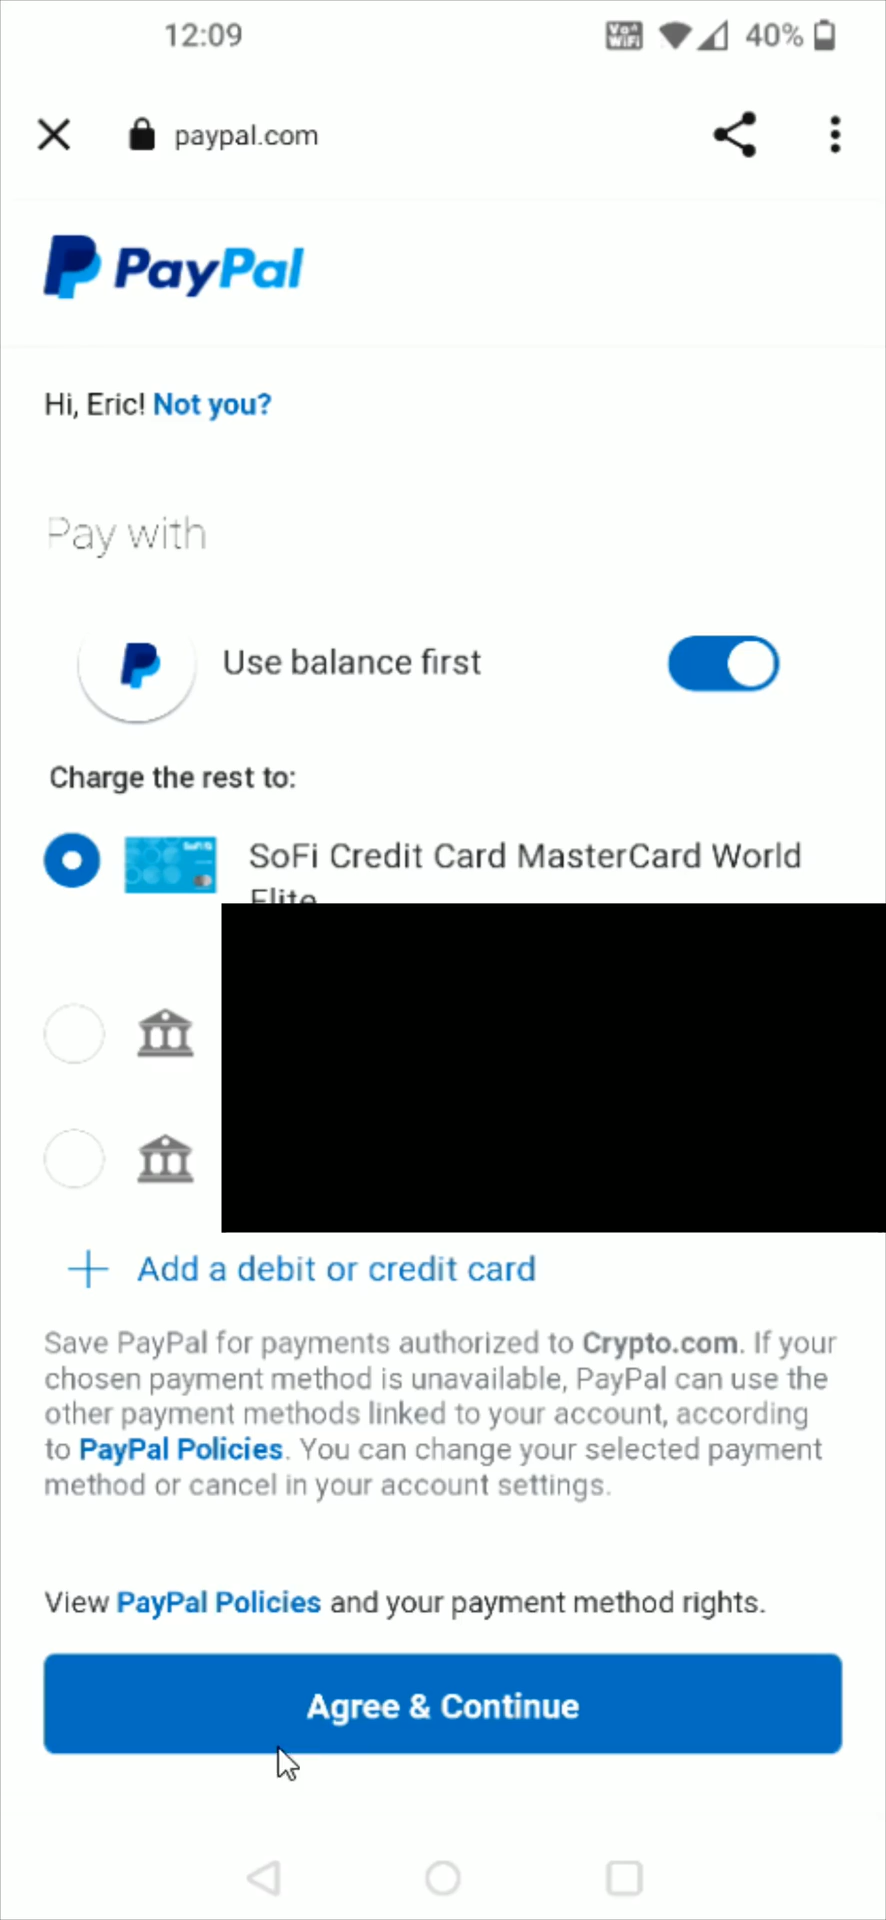 12:09
Vo WiFi 40%
paypal.com
PayPal
Hi, Eric! Not you?
Pay with
Use balance first
Charge the rest to:
SoFi Credit Card MasterCard World
Elite
Add a debit or credit card
Save PayPal for payments authorized to Crypto.com. If your
chosen payment method is unavailable, PayPal can use the
other payment methods linked to your account, according
to PayPal Policies. You can change your selected payment
method or cancel in your account settings.
View PayPal Policies and your payment method rights.
Agree & Continue